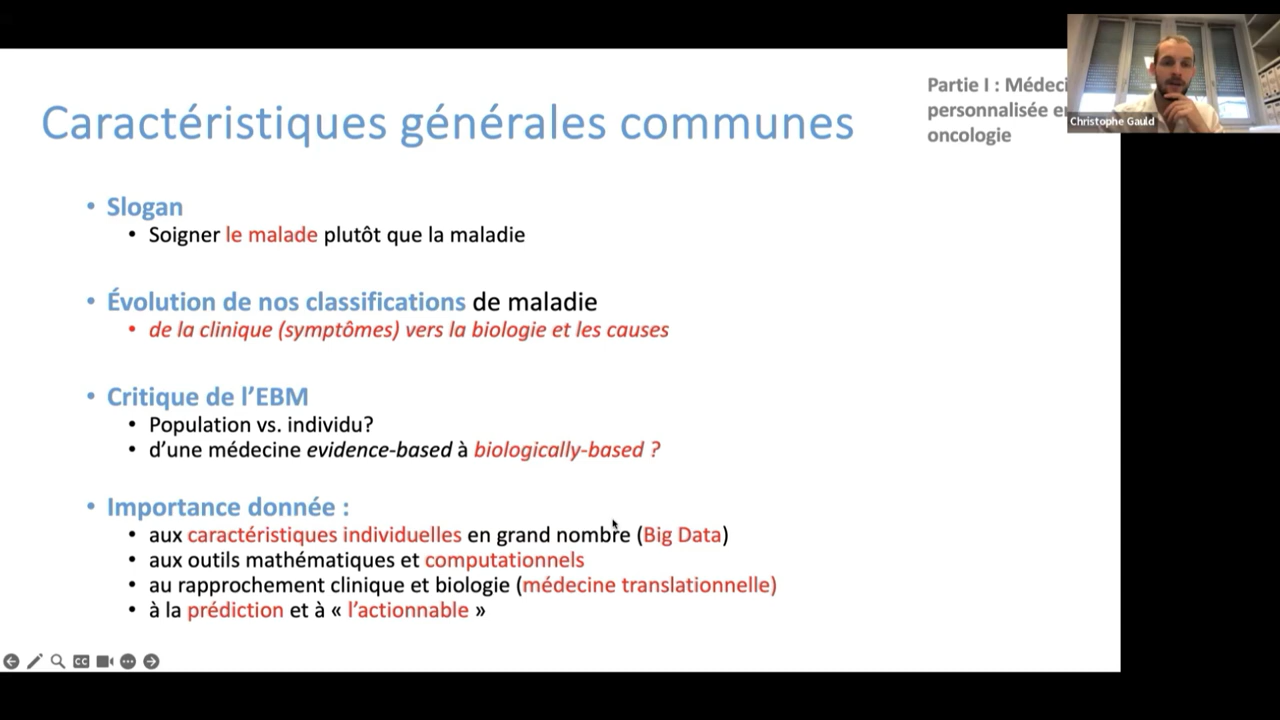 Caractéristiques générales communes
Partie I : Médeci
personnalisée e
oncologie
Christophe Gauld
• Slogan
• Soigner le malade plutôt que la maladie
• Évolution de nos classifications de maladie
• de la clinique (symptômes) vers la biologie et les causes
• Critique de l’EBM
• Population vs. individu?
• d’une médecine evidence-based à biologically-based ?
• Importance donnée :
• aux caractéristiques individuelles en grand nombre (Big Data)
• aux outils mathématiques et computationnels
• au rapprochement clinique et biologie (médecine translationnelle)
• à la prédiction et à « l’actionnable »
CC